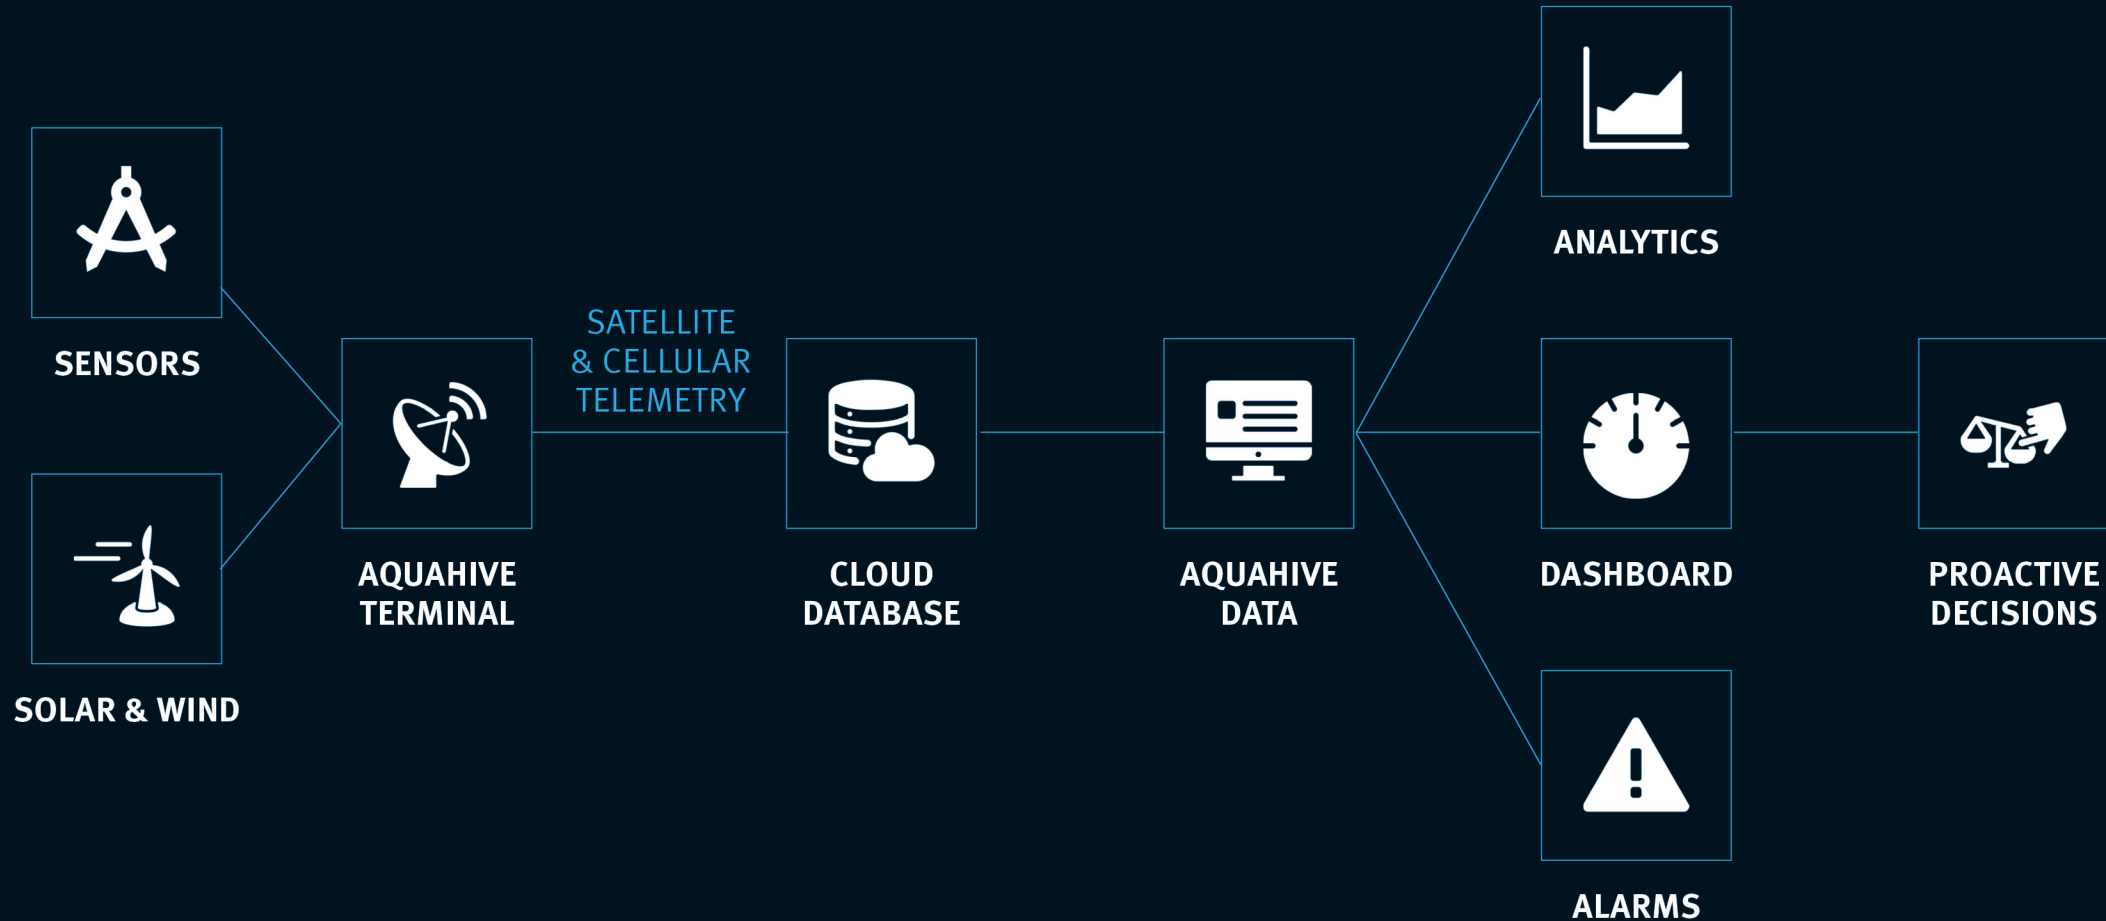 SENSORS
SOLAR & WIND
AQUAHIVE
TERMINAL
SATELLITE
& CELLULAR
TELEMETRY
CLOUD
DATABASE
AQUAHIVE
DATA
ANALYTICS
DASHBOARD
ALARMS
PROACTIVE
DECISIONS